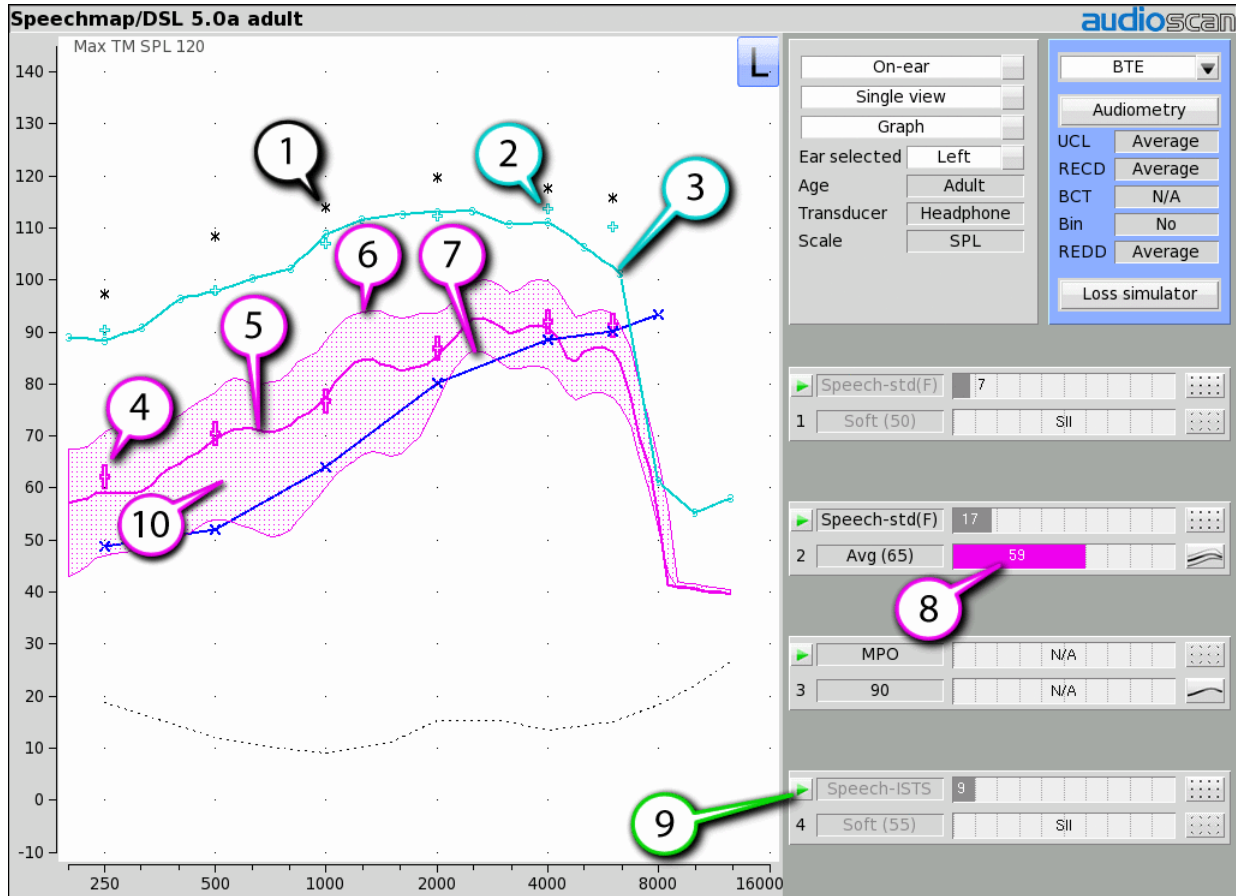 Speechmap/DSL 5.0a adult
audioscan
Max TM SPL 120
L
140
130
120
110
100
90
80
70
60
50
40
30
20
10
0
-10
250
500
1000
2000
4000
8000
16000
1
2
3
4
5
6
7
8
9
10
On-ear
Single view
Graph
Ear selected Left
Age Adult
Transducer Headphone
Scale SPL
BTE
Audiometry
UCL Average
RECD Average
BCT N/A
Bin No
REDD Average
Loss simulator
Speech-std(F) 7
1 Soft (50) SII
Speech-std(F) 17
2 Avg (65) 59
MPO N/A
3 90 N/A
Speech-ISTS 9
4 Soft (55) SII